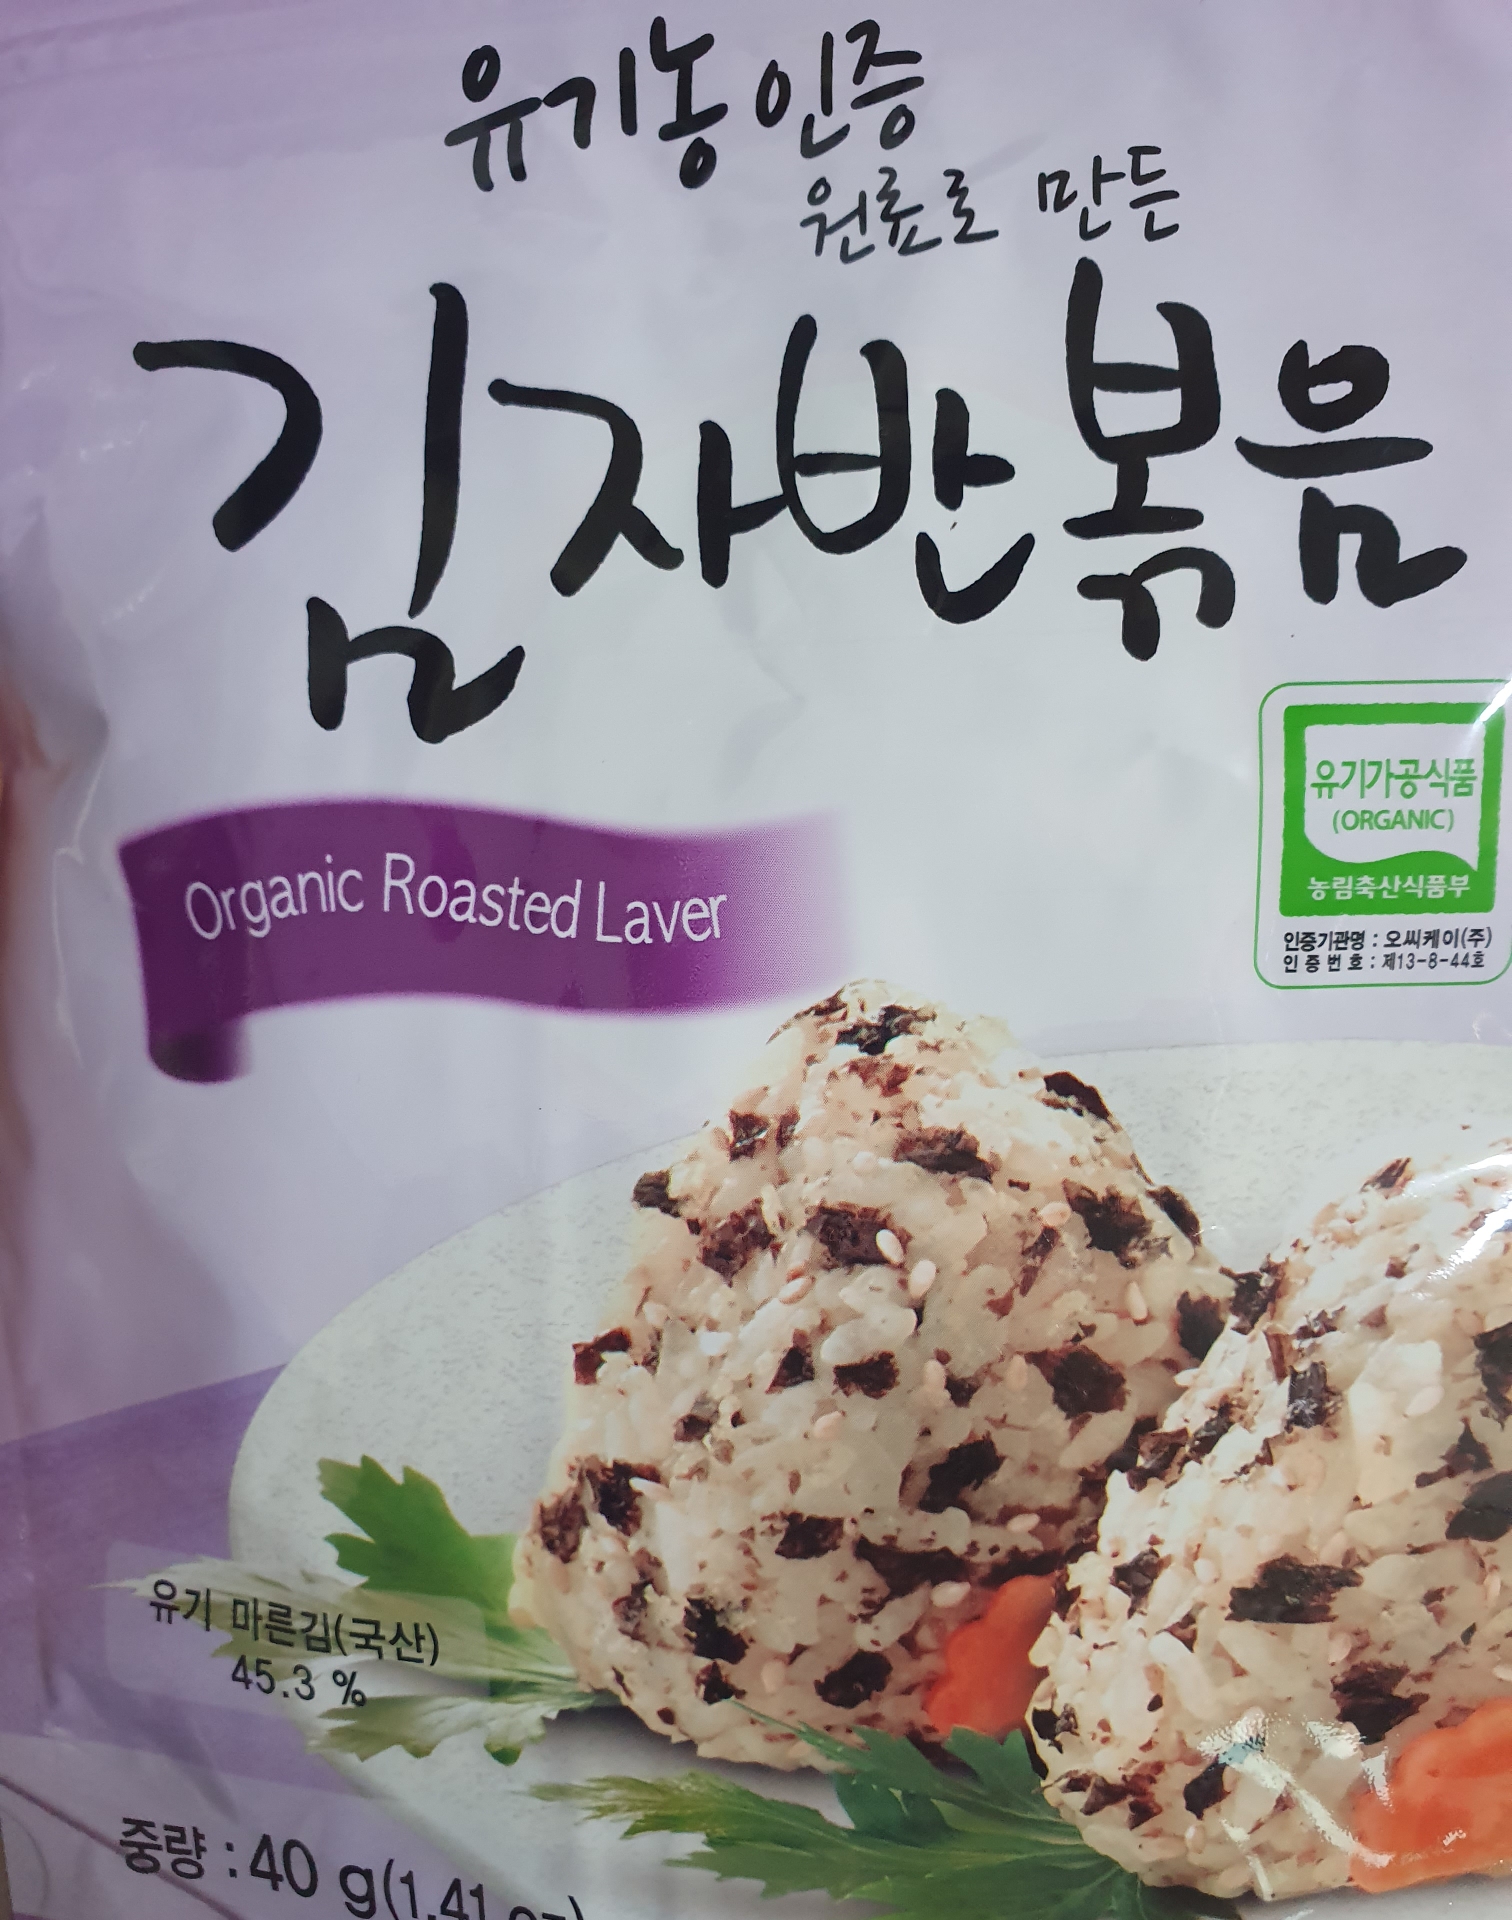 유기농 인증
원료로 만든
김자반볶음
Organic Roasted Laver
유기가공식품
(ORGANIC)
농림축산식품부
인증기관명 : 오씨케이(주)
인증번호 : 제13-8-44호
유기 마른김(국산)
45.3 %
중량 : 40 g(1.41 oz)